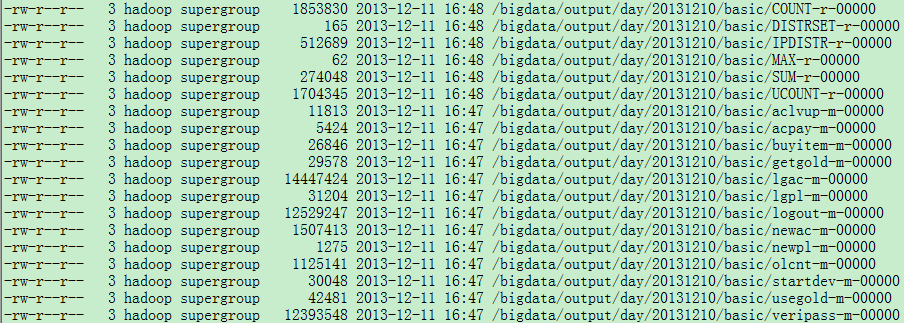 -rw-r--r-- 3 hadoop supergroup 1853830 2013-12-11 16:48 /bigdata/output/day/20131210/basic/COUNT-r-00000
-rw-r--r-- 3 hadoop supergroup 165 2013-12-11 16:48 /bigdata/output/day/20131210/basic/DISTRSET-r-00000
-rw-r--r-- 3 hadoop supergroup 512689 2013-12-11 16:48 /bigdata/output/day/20131210/basic/IPDISTR-r-00000
-rw-r--r-- 3 hadoop supergroup 62 2013-12-11 16:48 /bigdata/output/day/20131210/basic/MAX-r-00000
-rw-r--r-- 3 hadoop supergroup 274048 2013-12-11 16:48 /bigdata/output/day/20131210/basic/SUM-r-00000
-rw-r--r-- 3 hadoop supergroup 1704345 2013-12-11 16:48 /bigdata/output/day/20131210/basic/UCOUNT-r-00000
-rw-r--r-- 3 hadoop supergroup 11813 2013-12-11 16:47 /bigdata/output/day/20131210/basic/aclvup-m-00000
-rw-r--r-- 3 hadoop supergroup 5424 2013-12-11 16:47 /bigdata/output/day/20131210/basic/acpay-m-00000
-rw-r--r-- 3 hadoop supergroup 26846 2013-12-11 16:47 /bigdata/output/day/20131210/basic/buyitem-m-00000
-rw-r--r-- 3 hadoop supergroup 29578 2013-12-11 16:47 /bigdata/output/day/20131210/basic/getgold-m-00000
-rw-r--r-- 3 hadoop supergroup 14447424 2013-12-11 16:47 /bigdata/output/day/20131210/basic/lgac-m-00000
-rw-r--r-- 3 hadoop supergroup 31204 2013-12-11 16:47 /bigdata/output/day/20131210/basic/lgpl-m-00000
-rw-r--r-- 3 hadoop supergroup 12529247 2013-12-11 16:47 /bigdata/output/day/20131210/basic/logout-m-00000
-rw-r--r-- 3 hadoop supergroup 1507413 2013-12-11 16:47 /bigdata/output/day/20131210/basic/newac-m-00000
-rw-r--r-- 3 hadoop supergroup 1275 2013-12-11 16:47 /bigdata/output/day/20131210/basic/newpl-m-00000
-rw-r--r-- 3 hadoop supergroup 1125141 2013-12-11 16:47 /bigdata/output/day/20131210/basic/olcnt-m-00000
-rw-r--r-- 3 hadoop supergroup 30048 2013-12-11 16:47 /bigdata/output/day/20131210/basic/startdev-m-00000
-rw-r--r-- 3 hadoop supergroup 42481 2013-12-11 16:47 /bigdata/output/day/20131210/basic/usegold-m-00000
-rw-r--r-- 3 hadoop supergroup 12393548 2013-12-11 16:47 /bigdata/output/day/20131210/basic/veripass-m-00000